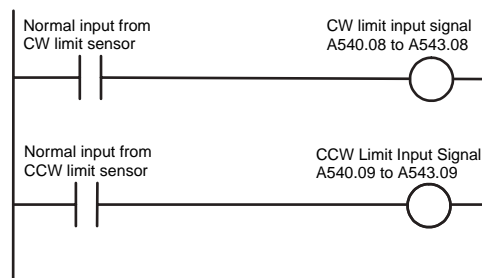 Normal input from
CW limit sensor
CW limit input signal
A540.08 to A543.08
Normal input from
CCW limit sensor
CCW Limit Input Signal
A540.09 to A543.09